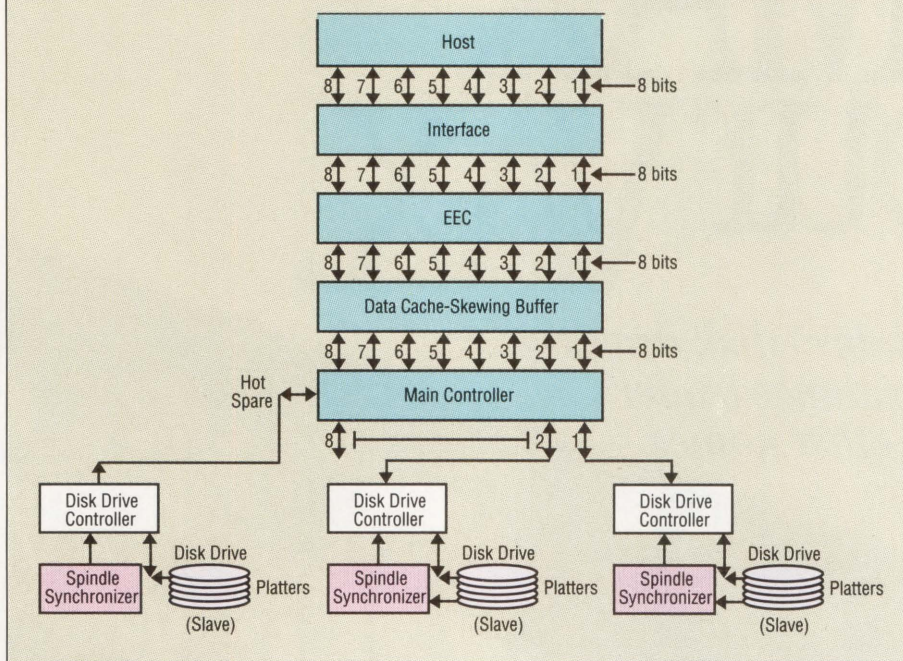 Host
8 7 6 5 4 3 2 1 8 bits
Interface
8 7 6 5 4 3 2 1 8 bits
EEC
8 7 6 5 4 3 2 1 8 bits
Data Cache-Skewing Buffer
8 7 6 5 4 3 2 1 8 bits
Hot
Spare
Main Controller
8 2 1
Disk Drive
Controller
Disk Drive
Spindle
Synchronizer
Platters
(Slave)
Disk Drive
Controller
Disk Drive
Spindle
Synchronizer
Platters
(Slave)
Disk Drive
Controller
Disk Drive
Spindle
Synchronizer
Platters
(Slave)